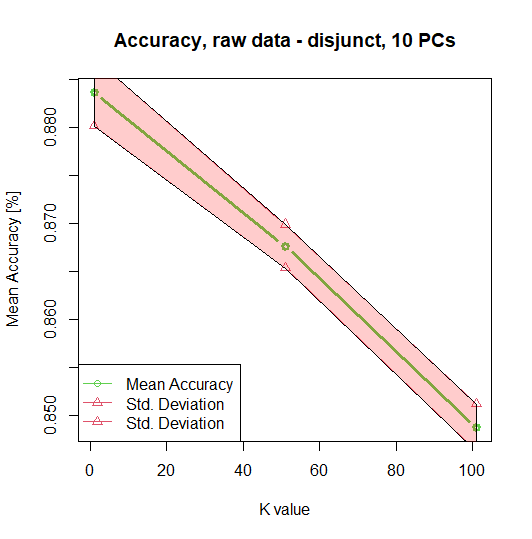 Accuracy, raw data - disjunct, 10 PCs
Mean Accuracy [%]
0.880
0.870
0.860
0.850
Mean Accuracy
Std. Deviation
Std. Deviation
0 20 40 60 80 100
K value